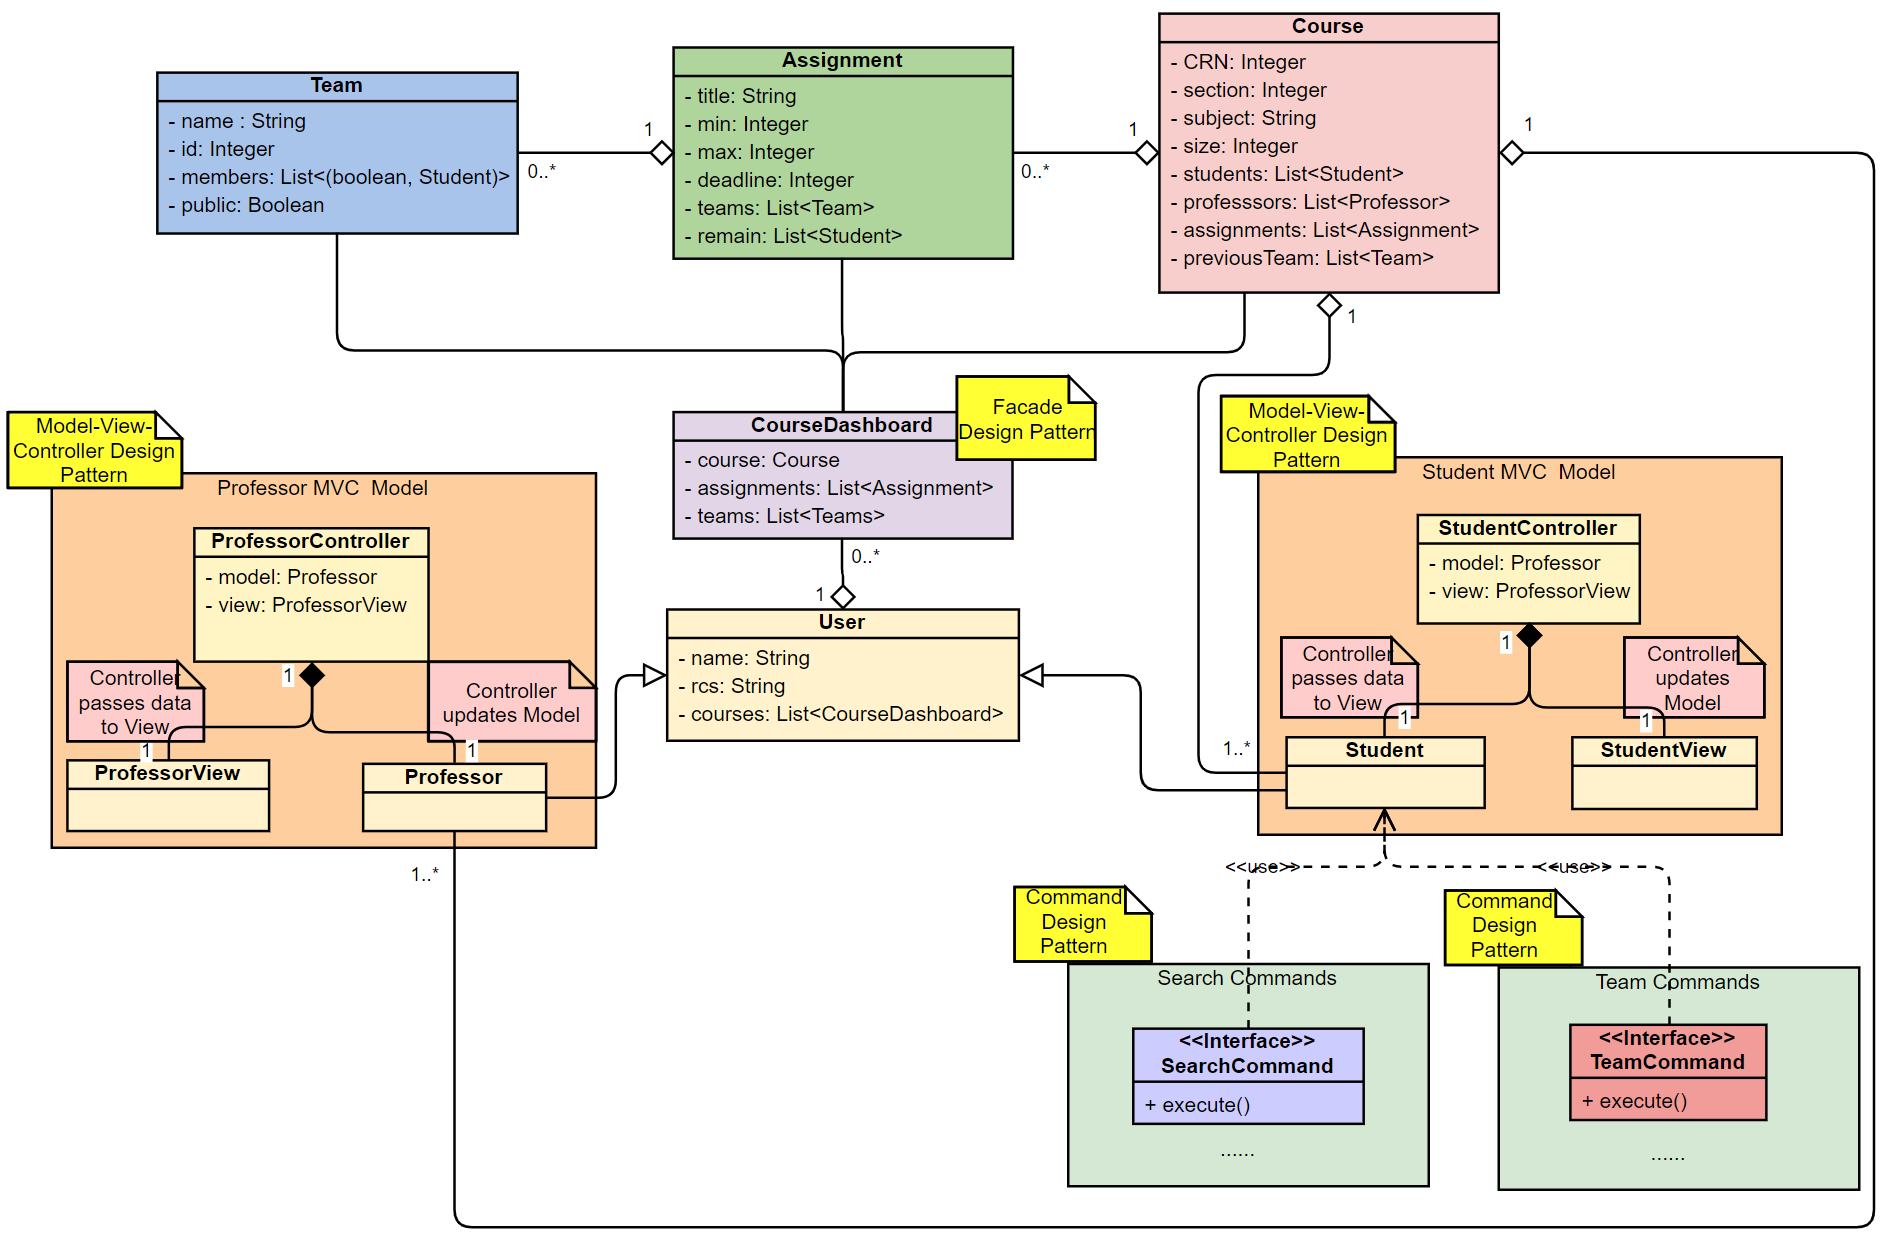 Team
- name : String
- id: Integer
- members: List<(boolean, Student)>
- public: Boolean
1
0..*
Assignment
- title: String
- min: Integer
- max: Integer
- deadline: Integer
- teams: List<Team>
- remain: List<Student>
1
0..*
Course
- CRN: Integer
- section: Integer
- subject: String
- size: Integer
- students: List<Student>
- professsors: List<Professor>
- assignments: List<Assignment>
- previousTeam: List<Team>
1
1
Facade
Design Pattern
CourseDashboard
- course: Course
- assignments: List<Assignment>
- teams: List<Teams>
0..*
1
User
- name: String
- rcs: String
- courses: List<CourseDashboard>
Model-View-
Controller Design
Pattern
Professor MVC  Model
ProfessorController
- model: Professor
- view: ProfessorView
1
Controller
passes data
to View
Controller
updates Model
1
1
ProfessorView
Professor
1..*
Model-View-
Controller Design
Pattern
Student MVC  Model
StudentController
- model: Professor
- view: ProfessorView
1
Controller
passes data
to View
Controller
updates
Model
1
1
1..*
Student
StudentView
<<use>>
<<use>>
Command
Design
Pattern
Search Commands
<<Interface>>
SearchCommand
+ execute()
......
Command
Design
Pattern
Team Commands
<<Interface>>
TeamCommand
+ execute()
......